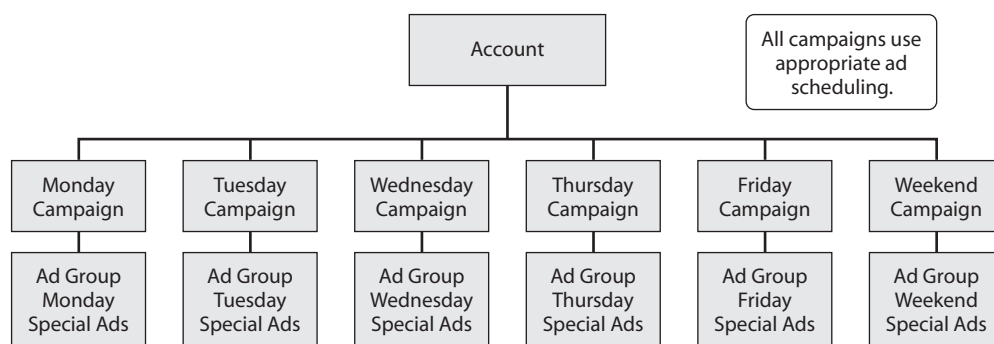 Account
All campaigns use
appropriate ad
scheduling.
Monday
Campaign
Tuesday
Campaign
Wednesday
Campaign
Thursday
Campaign
Friday
Campaign
Weekend
Campaign
Ad Group
Monday
Special Ads
Ad Group
Tuesday
Special Ads
Ad Group
Wednesday
Special Ads
Ad Group
Thursday
Special Ads
Ad Group
Friday
Special Ads
Ad Group
Weekend
Special Ads